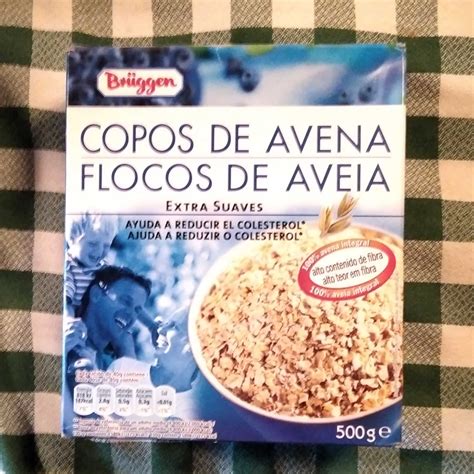 Brüggen
COPOS DE AVENA
FLOCOS DE AVEIA
EXTRA SUAVES
AYUDA A REDUCIR EL COLESTEROL*
AJUDA A REDUZIR O COLESTEROL*
100% avena integral
alto contenido de fibra
alto teor em fibra
100% aveia integral
500g e